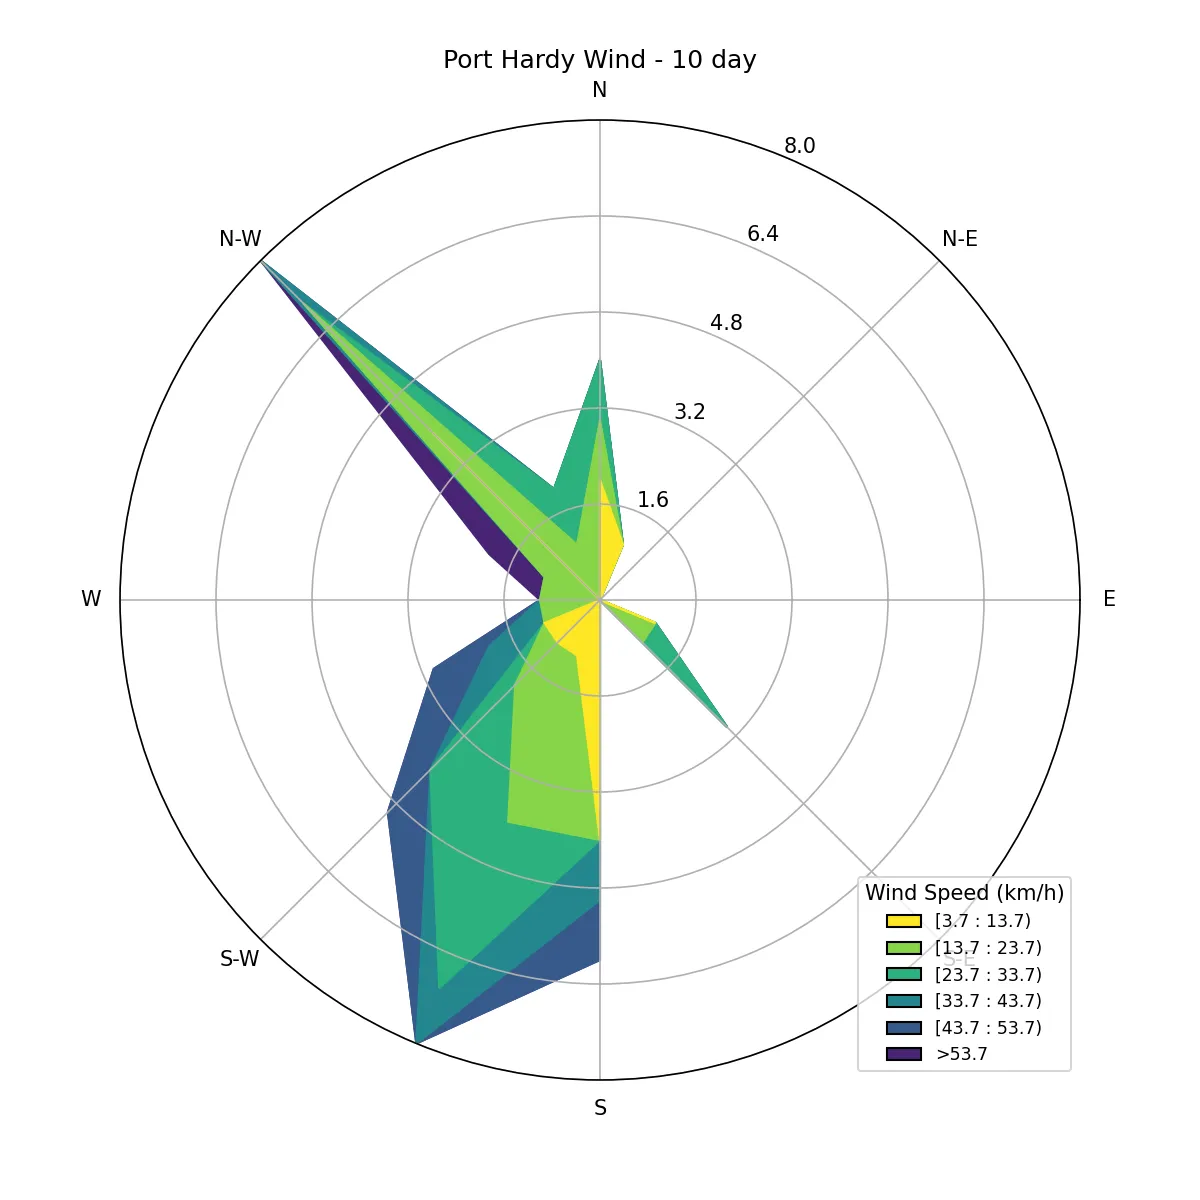 Port Hardy Wind - 10 day
N
8.0
N-W
6.4
N-E
4.8
3.2
1.6
W
E
Wind Speed (km/h)
[3.7 : 13.7)
[13.7 : 23.7)
S-W
S-E
[23.7 : 33.7)
[33.7 : 43.7)
[43.7 : 53.7)
>53.7
S